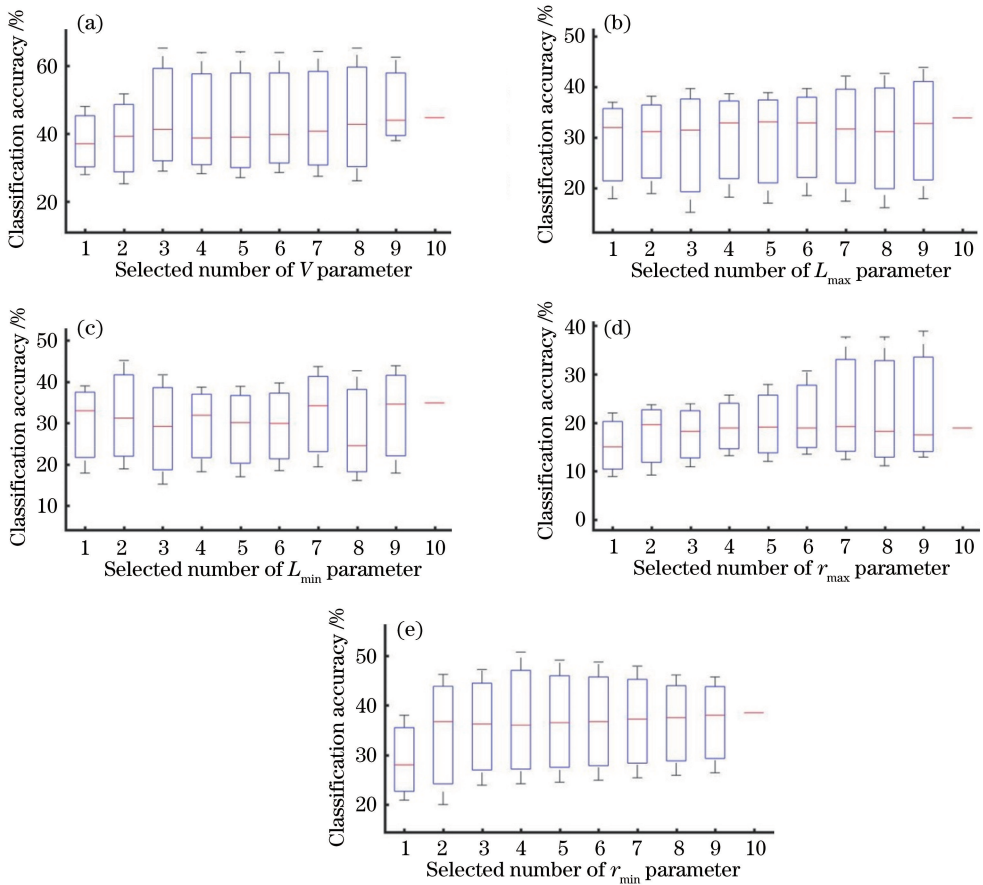 (a)
Classification accuracy /%
60
40
20
1 2 3 4 5 6 7 8 9 10
Selected number of V parameter
(b)
Classification accuracy /%
50
40
30
20
1 2 3 4 5 6 7 8 9 10
Selected number of Lmax parameter
(c)
Classification accuracy /%
50
40
30
20
10
1 2 3 4 5 6 7 8 9 10
Selected number of Lmin parameter
(d)
Classification accuracy /%
40
30
20
10
0
1 2 3 4 5 6 7 8 9 10
Selected number of rmax parameter
(e)
Classification accuracy /%
50
40
30
20
1 2 3 4 5 6 7 8 9 10
Selected number of rmin parameter